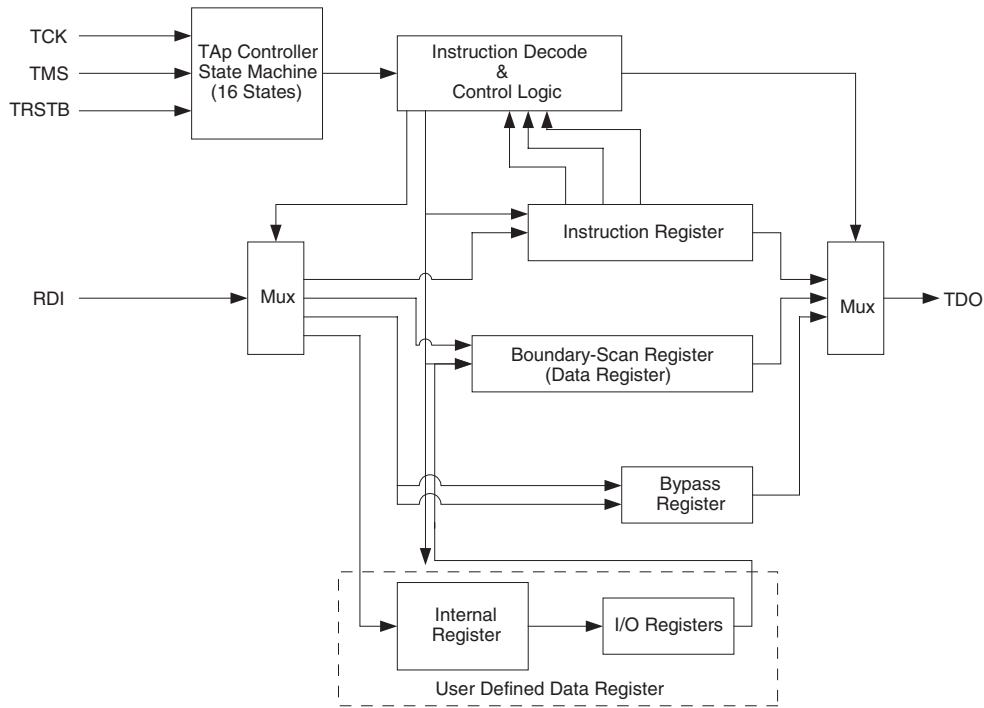 TCK
TMS
TRSTB
TAp Controller
State Machine
(16 States)
Instruction Decode
&
Control Logic
Instruction Register
RDI
Mux
Mux
TDO
Boundary-Scan Register
(Data Register)
Bypass
Register
Internal
Register
I/O Registers
User Defined Data Register